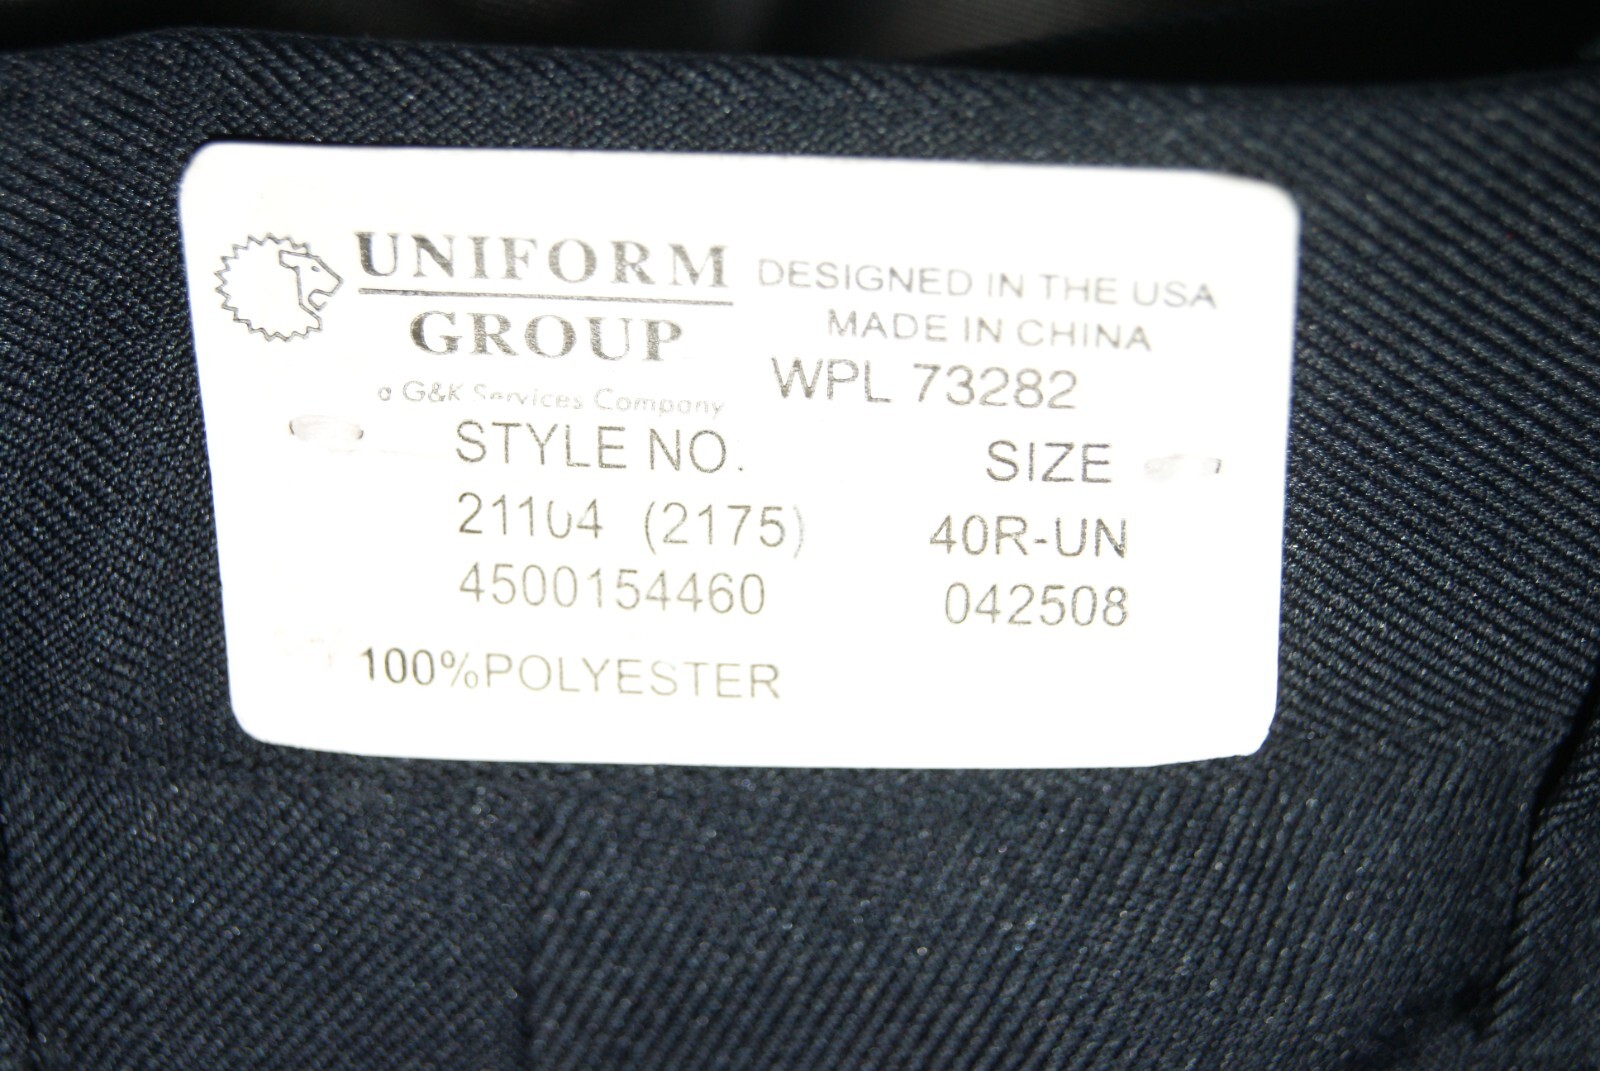 UNIFORM
GROUP
a G&K Services Company
DESIGNED IN THE USA
MADE IN CHINA
WPL 73282
STYLE NO. SIZE
21104 (2175) 40R-UN
4500154460 042508
100%POLYESTER